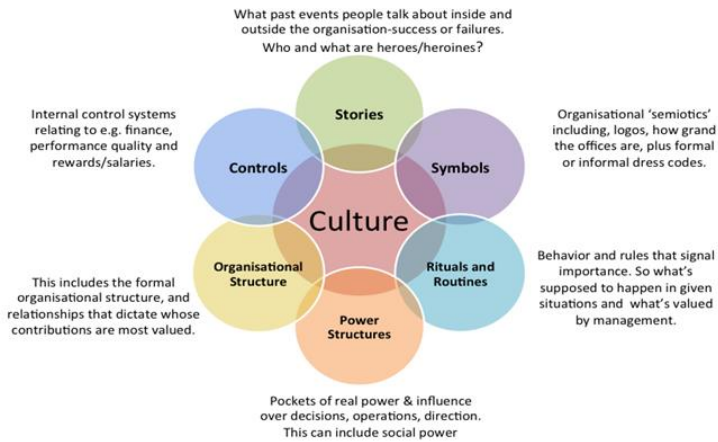 What past events people talk about inside and
outside the organisation-success or failures.
Who and what are heroes/heroines?
Stories
Internal control systems
relating to e.g. finance,
performance quality and
rewards/salaries.
Controls
Symbols
Organisational ‘semiotics’
including, logos, how grand
the offices are, plus formal
or informal dress codes.
Culture
This includes the formal
organisational structure, and
relationships that dictate whose
contributions are most valued.
Organisational
Structure
Rituals and
Routines
Behavior and rules that signal
importance. So what’s
supposed to happen in given
situations and what’s valued
by management.
Power
Structures
Pockets of real power & influence
over decisions, operations, direction.
This can include social power